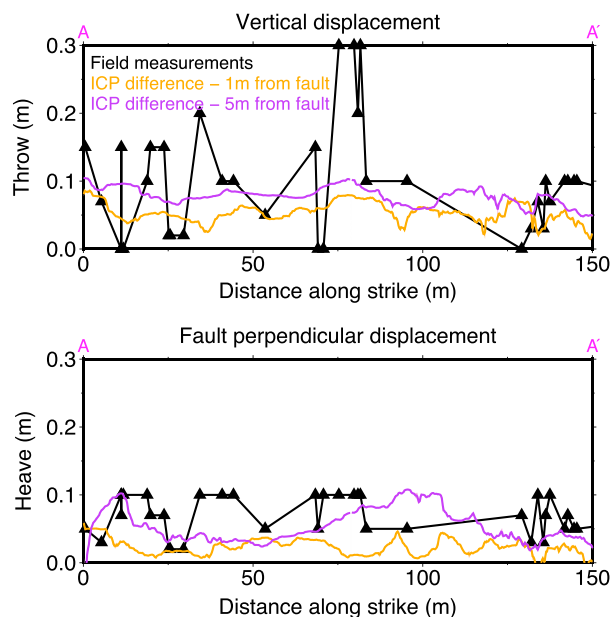 Vertical displacement
A A′
0.3
Field measurements
ICP difference – 1m from fault
ICP difference – 5m from fault
0.2
Throw (m)
0.1
0.0
0 50 100 150
Distance along strike (m)
Fault perpendicular displacement
A A′
0.3
0.2
Heave (m)
0.1
0.0
0 50 100 150
Distance along strike (m)